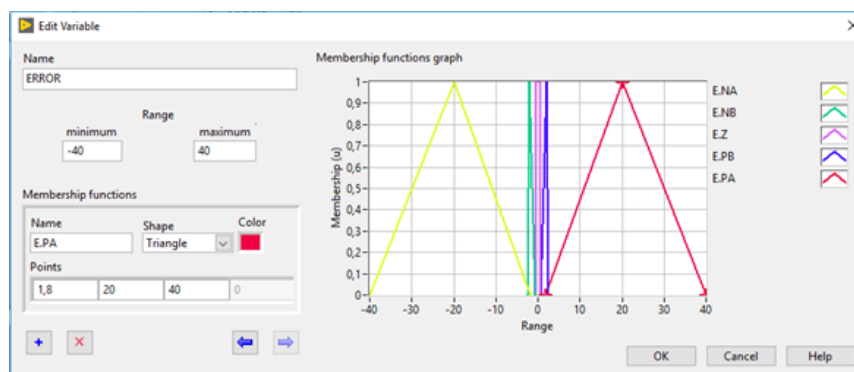 Edit Variable
Name
ERROR
Range
minimum
maximum
-40
40
Membership functions
Name
Shape
Color
E.PA
Triangle
Points
1,8
20
40
0
Membership functions graph
Membership (u)
1
0,9
0,8
0,7
0,6
0,5
0,4
0,3
0,2
0,1
0
-40
-30
-20
-10
0
10
20
30
40
Range
E.NA
E.NB
E.Z
E.PB
E.PA
OK
Cancel
Help